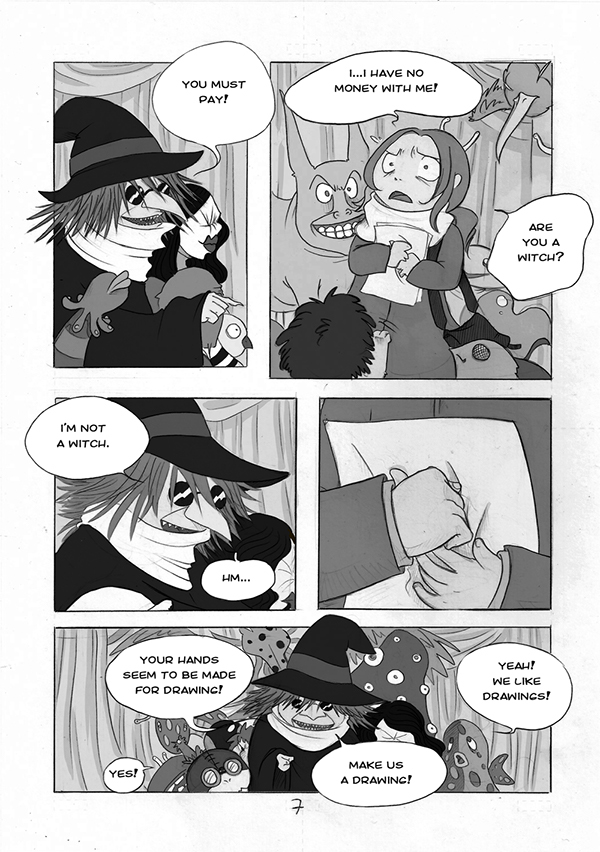 YOU MUST
PAY!
I...I HAVE NO
MONEY WITH ME!
ARE
YOU A
WITCH?
I'M NOT
A WITCH.
HM...
YOUR HANDS
SEEM TO BE MADE
FOR DRAWING!
YEAH!
WE LIKE
DRAWINGS!
YES!
MAKE US
A DRAWING!
7